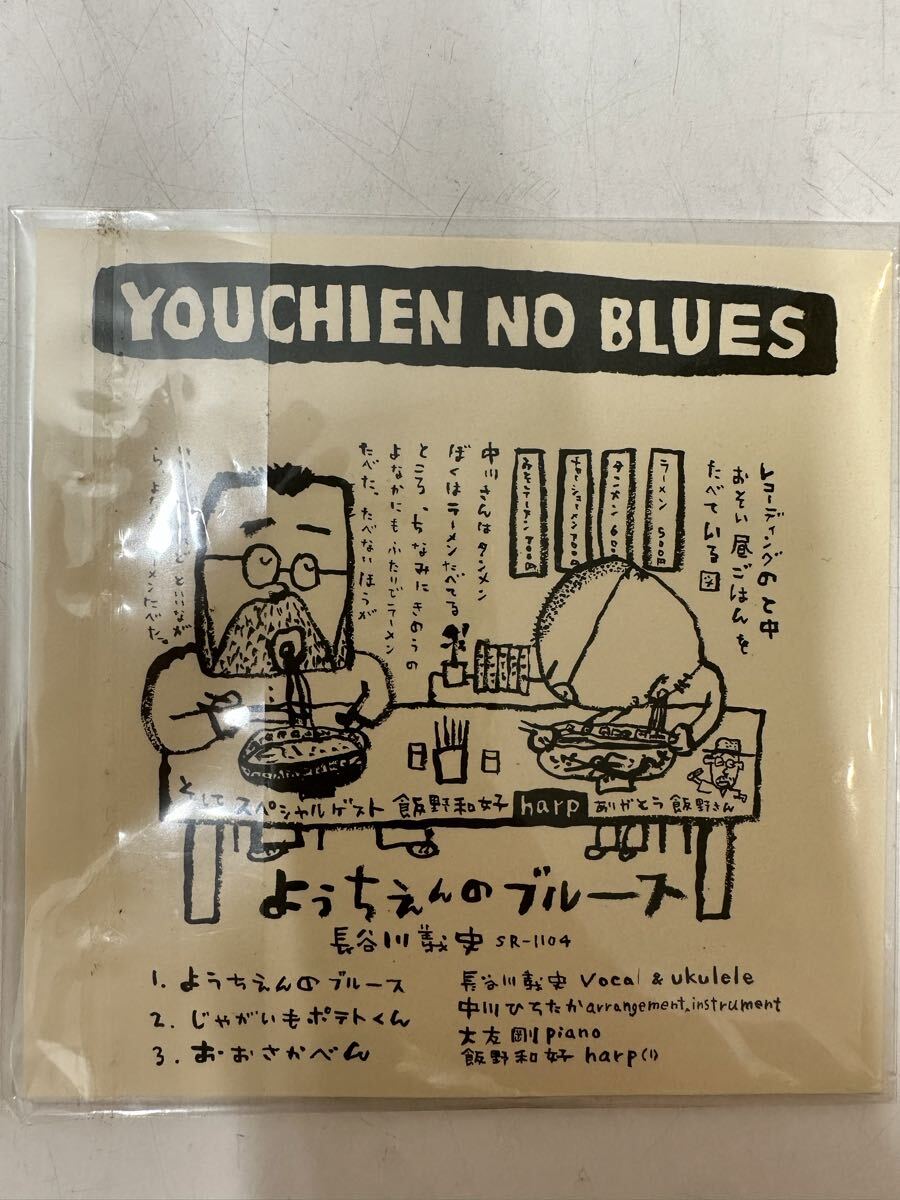 YOUCHIEN NO BLUES
レコーディングのと中
おそい昼ごはんを
たべている図
ラーメン 500円
タンメン 600
チャーシューメン 700円
中川さんはタンメン
ぼくはラーメンたべてる
ところ、ちなみにきのうの
よなかにもふたりでラーメン
たべた。たべないほうが
ラーメンたべた。
そしてスペシャルゲスト 飯野和好 harp ありがとう飯野さん
ようちえんのブルース
長谷川義史 SR-1104
1. ようちえんのブルース
2. じゃがいもポテトくん
3. おおさかべん
長谷川義史 vocal & ukulele
中川ひろたか arrangement, instrument
大友剛 piano
飯野和好 harp(1)